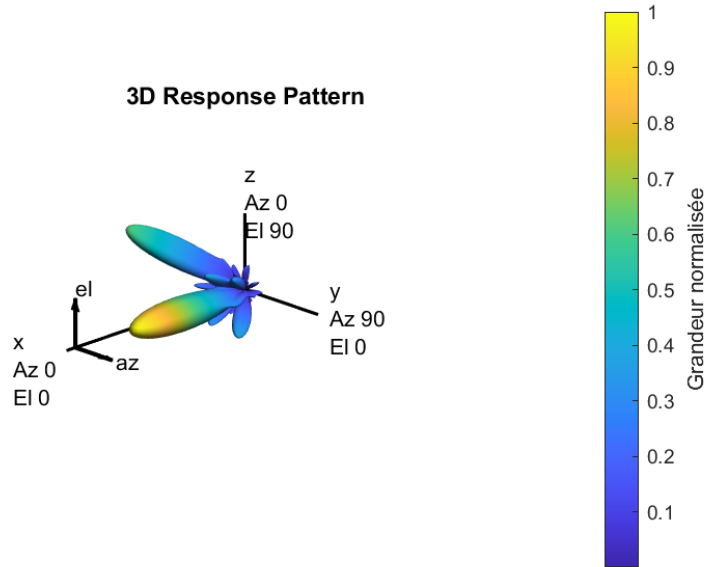 3D Response Pattern
z
Az 0
El 90
y
Az 90
El 0
el
az
x
Az 0
El 0
1
0.9
0.8
0.7
0.6
0.5
0.4
0.3
0.2
0.1
Grandeur normalisée